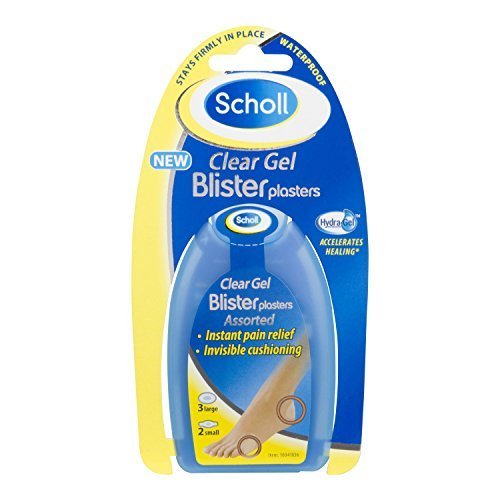 STAYS FIRMLY IN PLACE
WATERPROOF
Scholl
NEW
Clear Gel
Blister plasters
Hydra-Gel™
ACCELERATES
HEALING*
Scholl
Clear Gel
Blister plasters
Assorted
• Instant pain relief
• Invisible cushioning
3 large
2 small